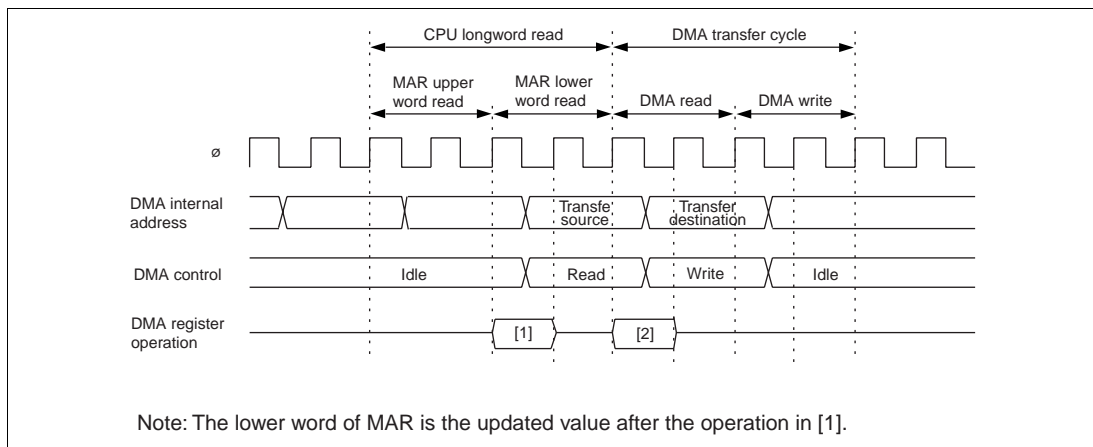 CPU longword read
DMA transfer cycle
MAR upper
word read
MAR lower
word read
DMA read
DMA write
ø
DMA internal
address
Transfe
source
Transfer
destination
DMA control
Idle
Read
Write
Idle
DMA register
operation
[1]
[2]
Note: The lower word of MAR is the updated value after the operation in [1].